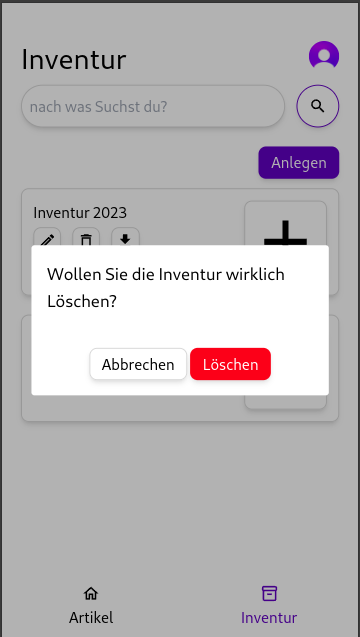 Inventur
nach was Suchst du?
Anlegen
Inventur 2023
Wollen Sie die Inventur wirklich
Löschen?
Abbrechen Löschen
Artikel Inventur